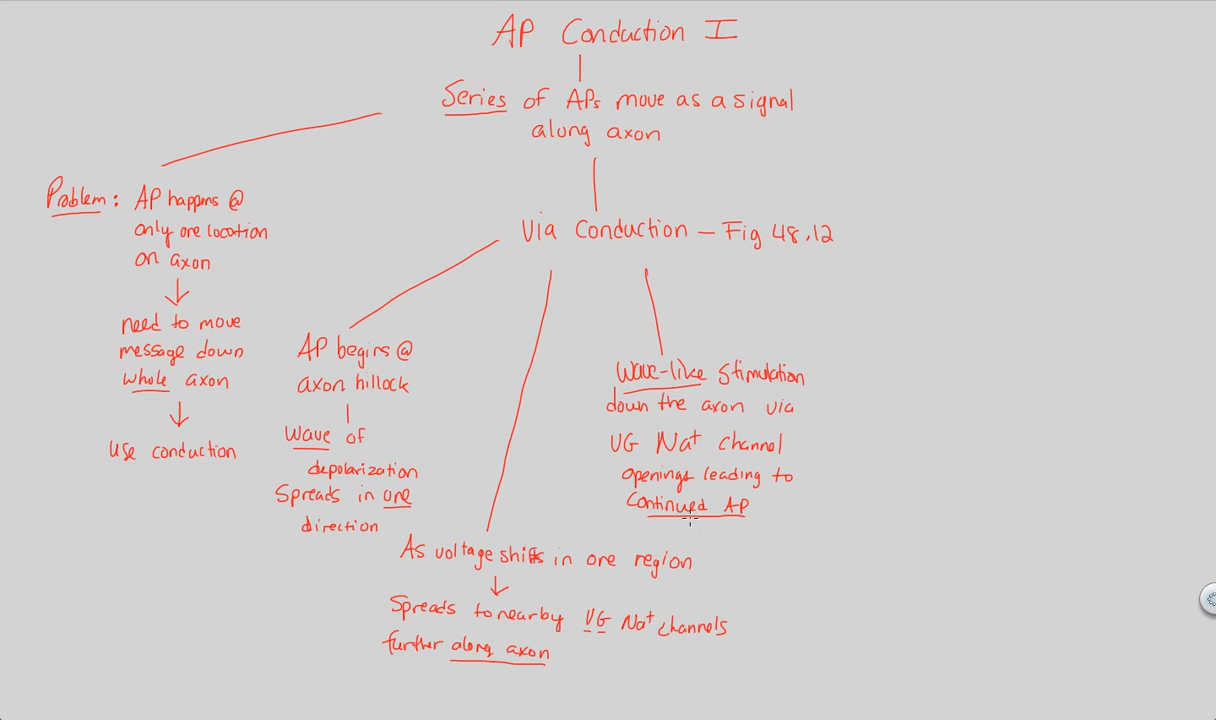 AP Conduction I
Series of APs move as a signal
along axon
Problem: AP happens @
only one location
on axon
need to move
message down
whole axon
use conduction
Via Conduction – Fig 48.12
AP begins @
axon hillock
Wave of
depolarization
Spreads in one
direction
As voltage shifts in one region
Spreads to nearby VG Na+ channels
further along axon
Wave-like Stimulation
down the axon via
VG Na+ channel
openings leading to
Continued AP